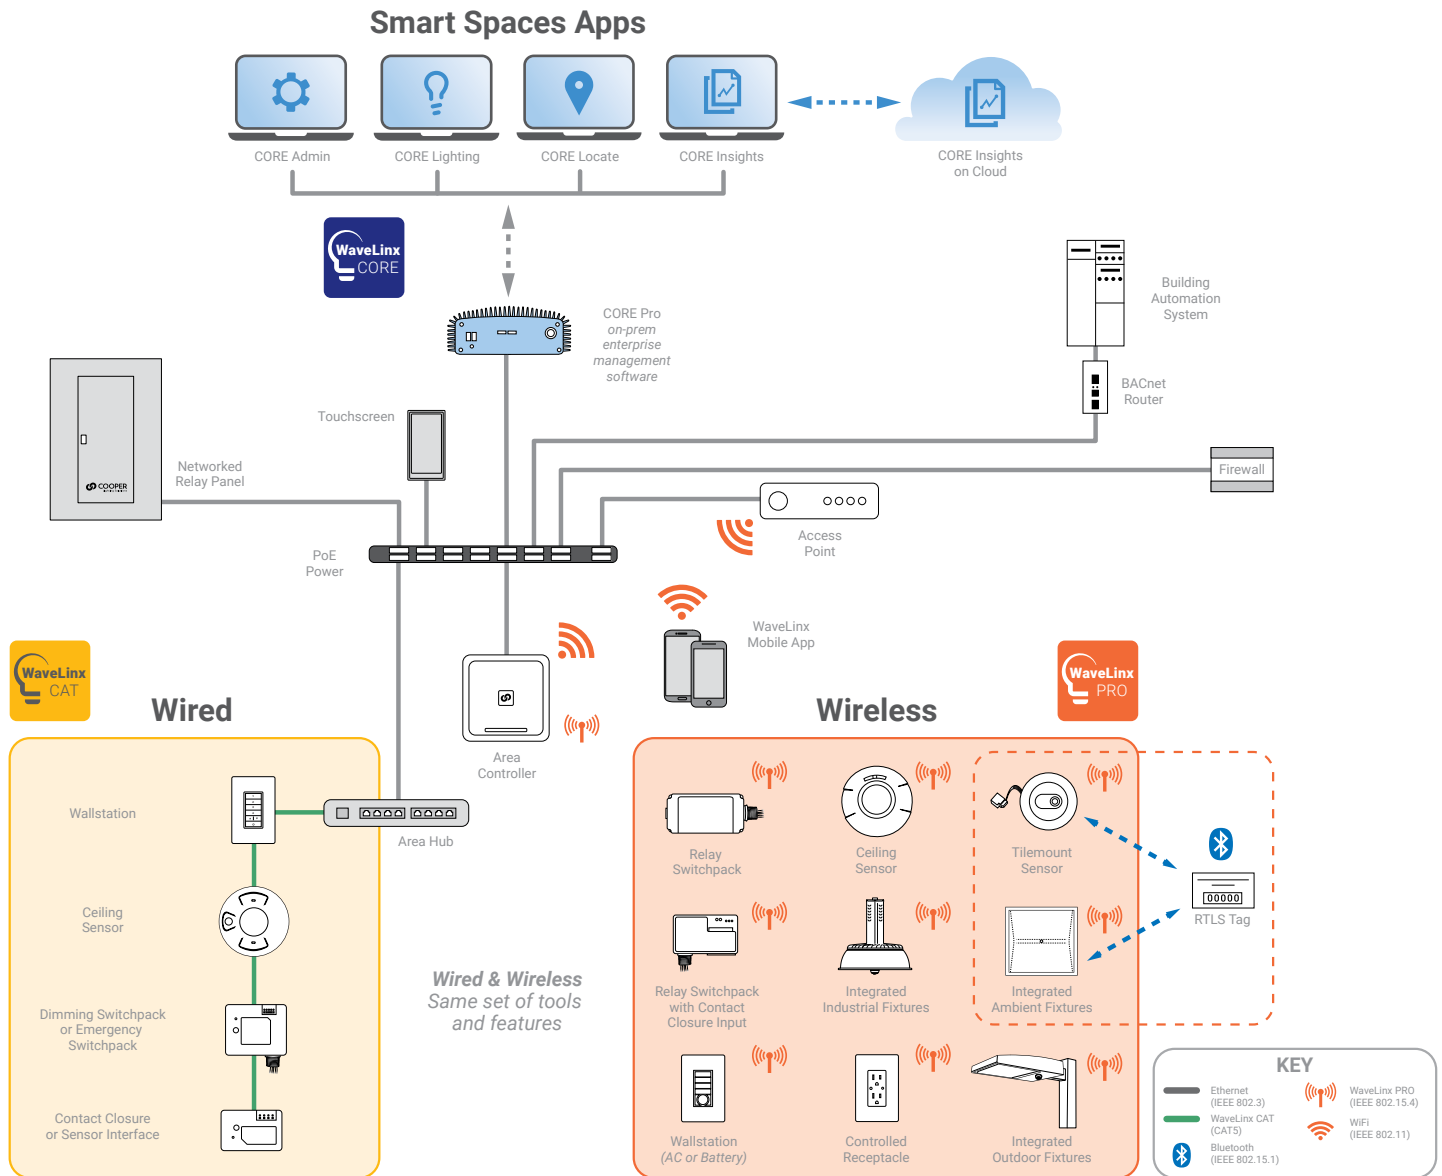 Smart Spaces Apps
CORE Admin
CORE Lighting
CORE Locate
CORE Insights
CORE Insights
on Cloud
WaveLinx
CORE
CORE Pro
on-prem
enterprise
management
software
Building
Automation
System
BACnet
Router
Touchscreen
Networked
Relay Panel
COOPER
Firewall
Access
Point
PoE
Power
WaveLinx
Mobile App
WaveLinx
CAT
Wired
Area
Controller
Wireless
WaveLinx
PRO
Wallstation
Area Hub
Ceiling
Sensor
Dimming Switchpack
or Emergency
Switchpack
Contact Closure
or Sensor Interface
Wired & Wireless
Same set of tools
and features
Relay
Switchpack
Ceiling
Sensor
Tilemount
Sensor
00000
RTLS Tag
Relay Switchpack
with Contact
Closure Input
Integrated
Industrial Fixtures
Integrated
Ambient Fixtures
Wallstation
(AC or Battery)
Controlled
Receptacle
Integrated
Outdoor Fixtures
KEY
Ethernet
(IEEE 802.3)
WaveLinx CAT
(CAT5)
Bluetooth
(IEEE 802.15.1)
WaveLinx PRO
(IEEE 802.15.4)
WiFi
(IEEE 802.11)